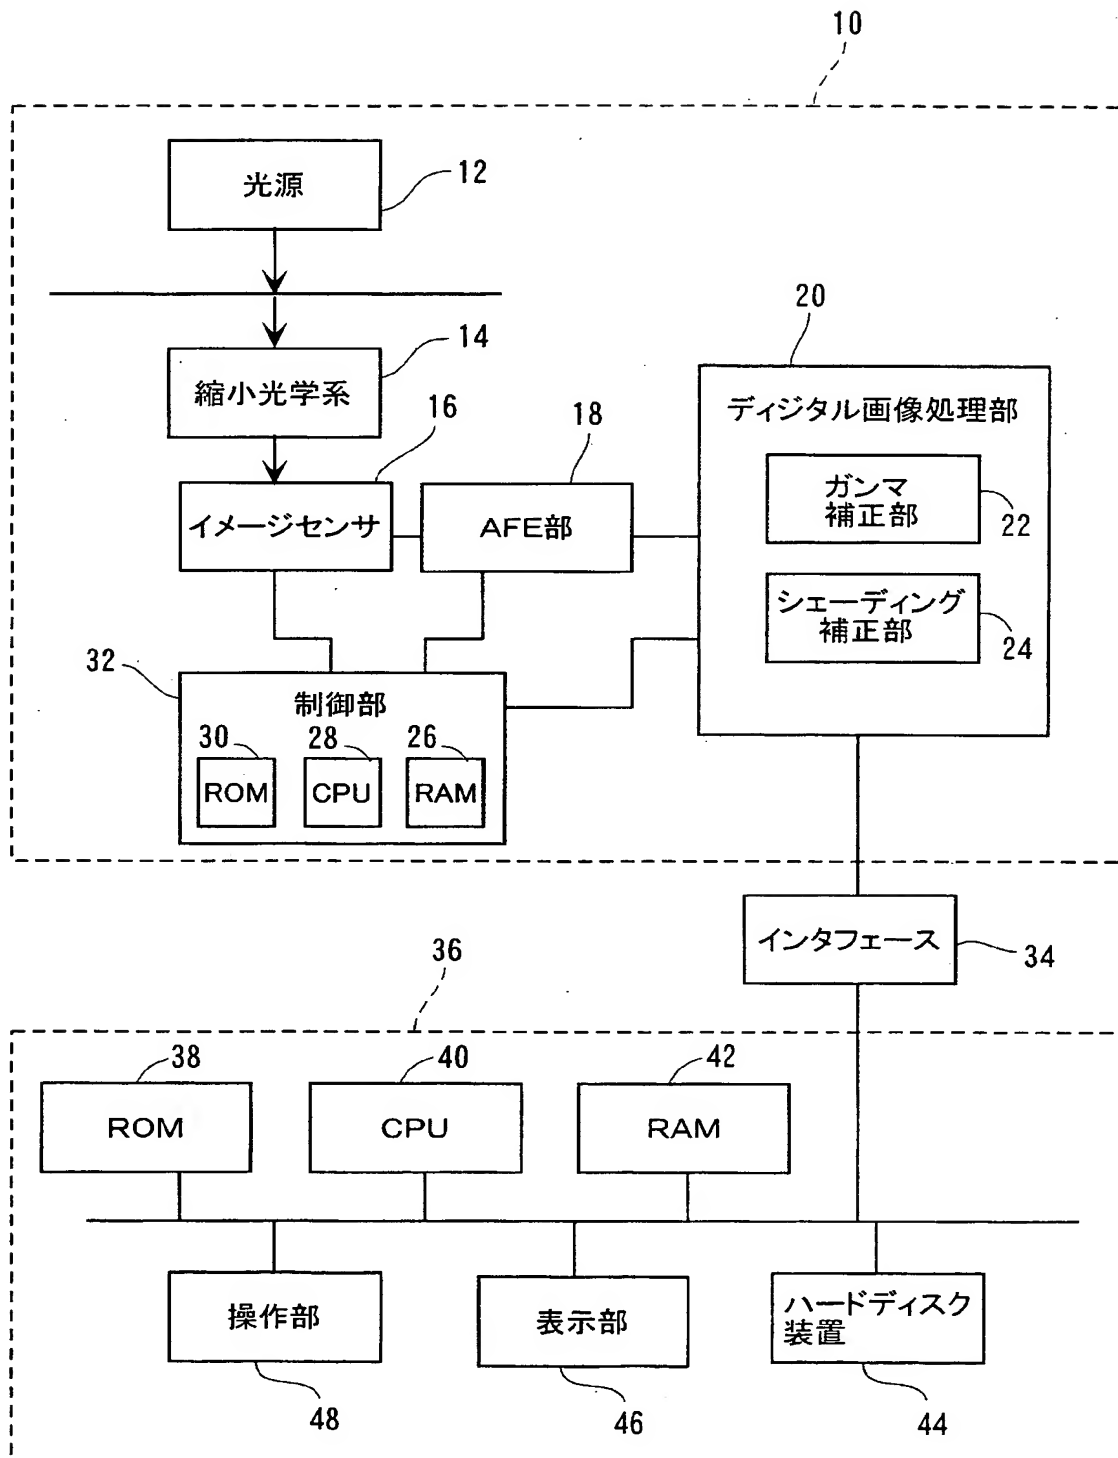 10
光源
12
縮小光学系
14
イメージセンサ
16
AFE部
18
20
ディジタル画像処理部
ガンマ
補正部
22
シェーディング
補正部
24
32
制御部
30
28
26
ROM
CPU
RAM
インタフェース
34
36
38
40
42
ROM
CPU
RAM
操作部
表示部
ハードディスク
装置
48
46
44